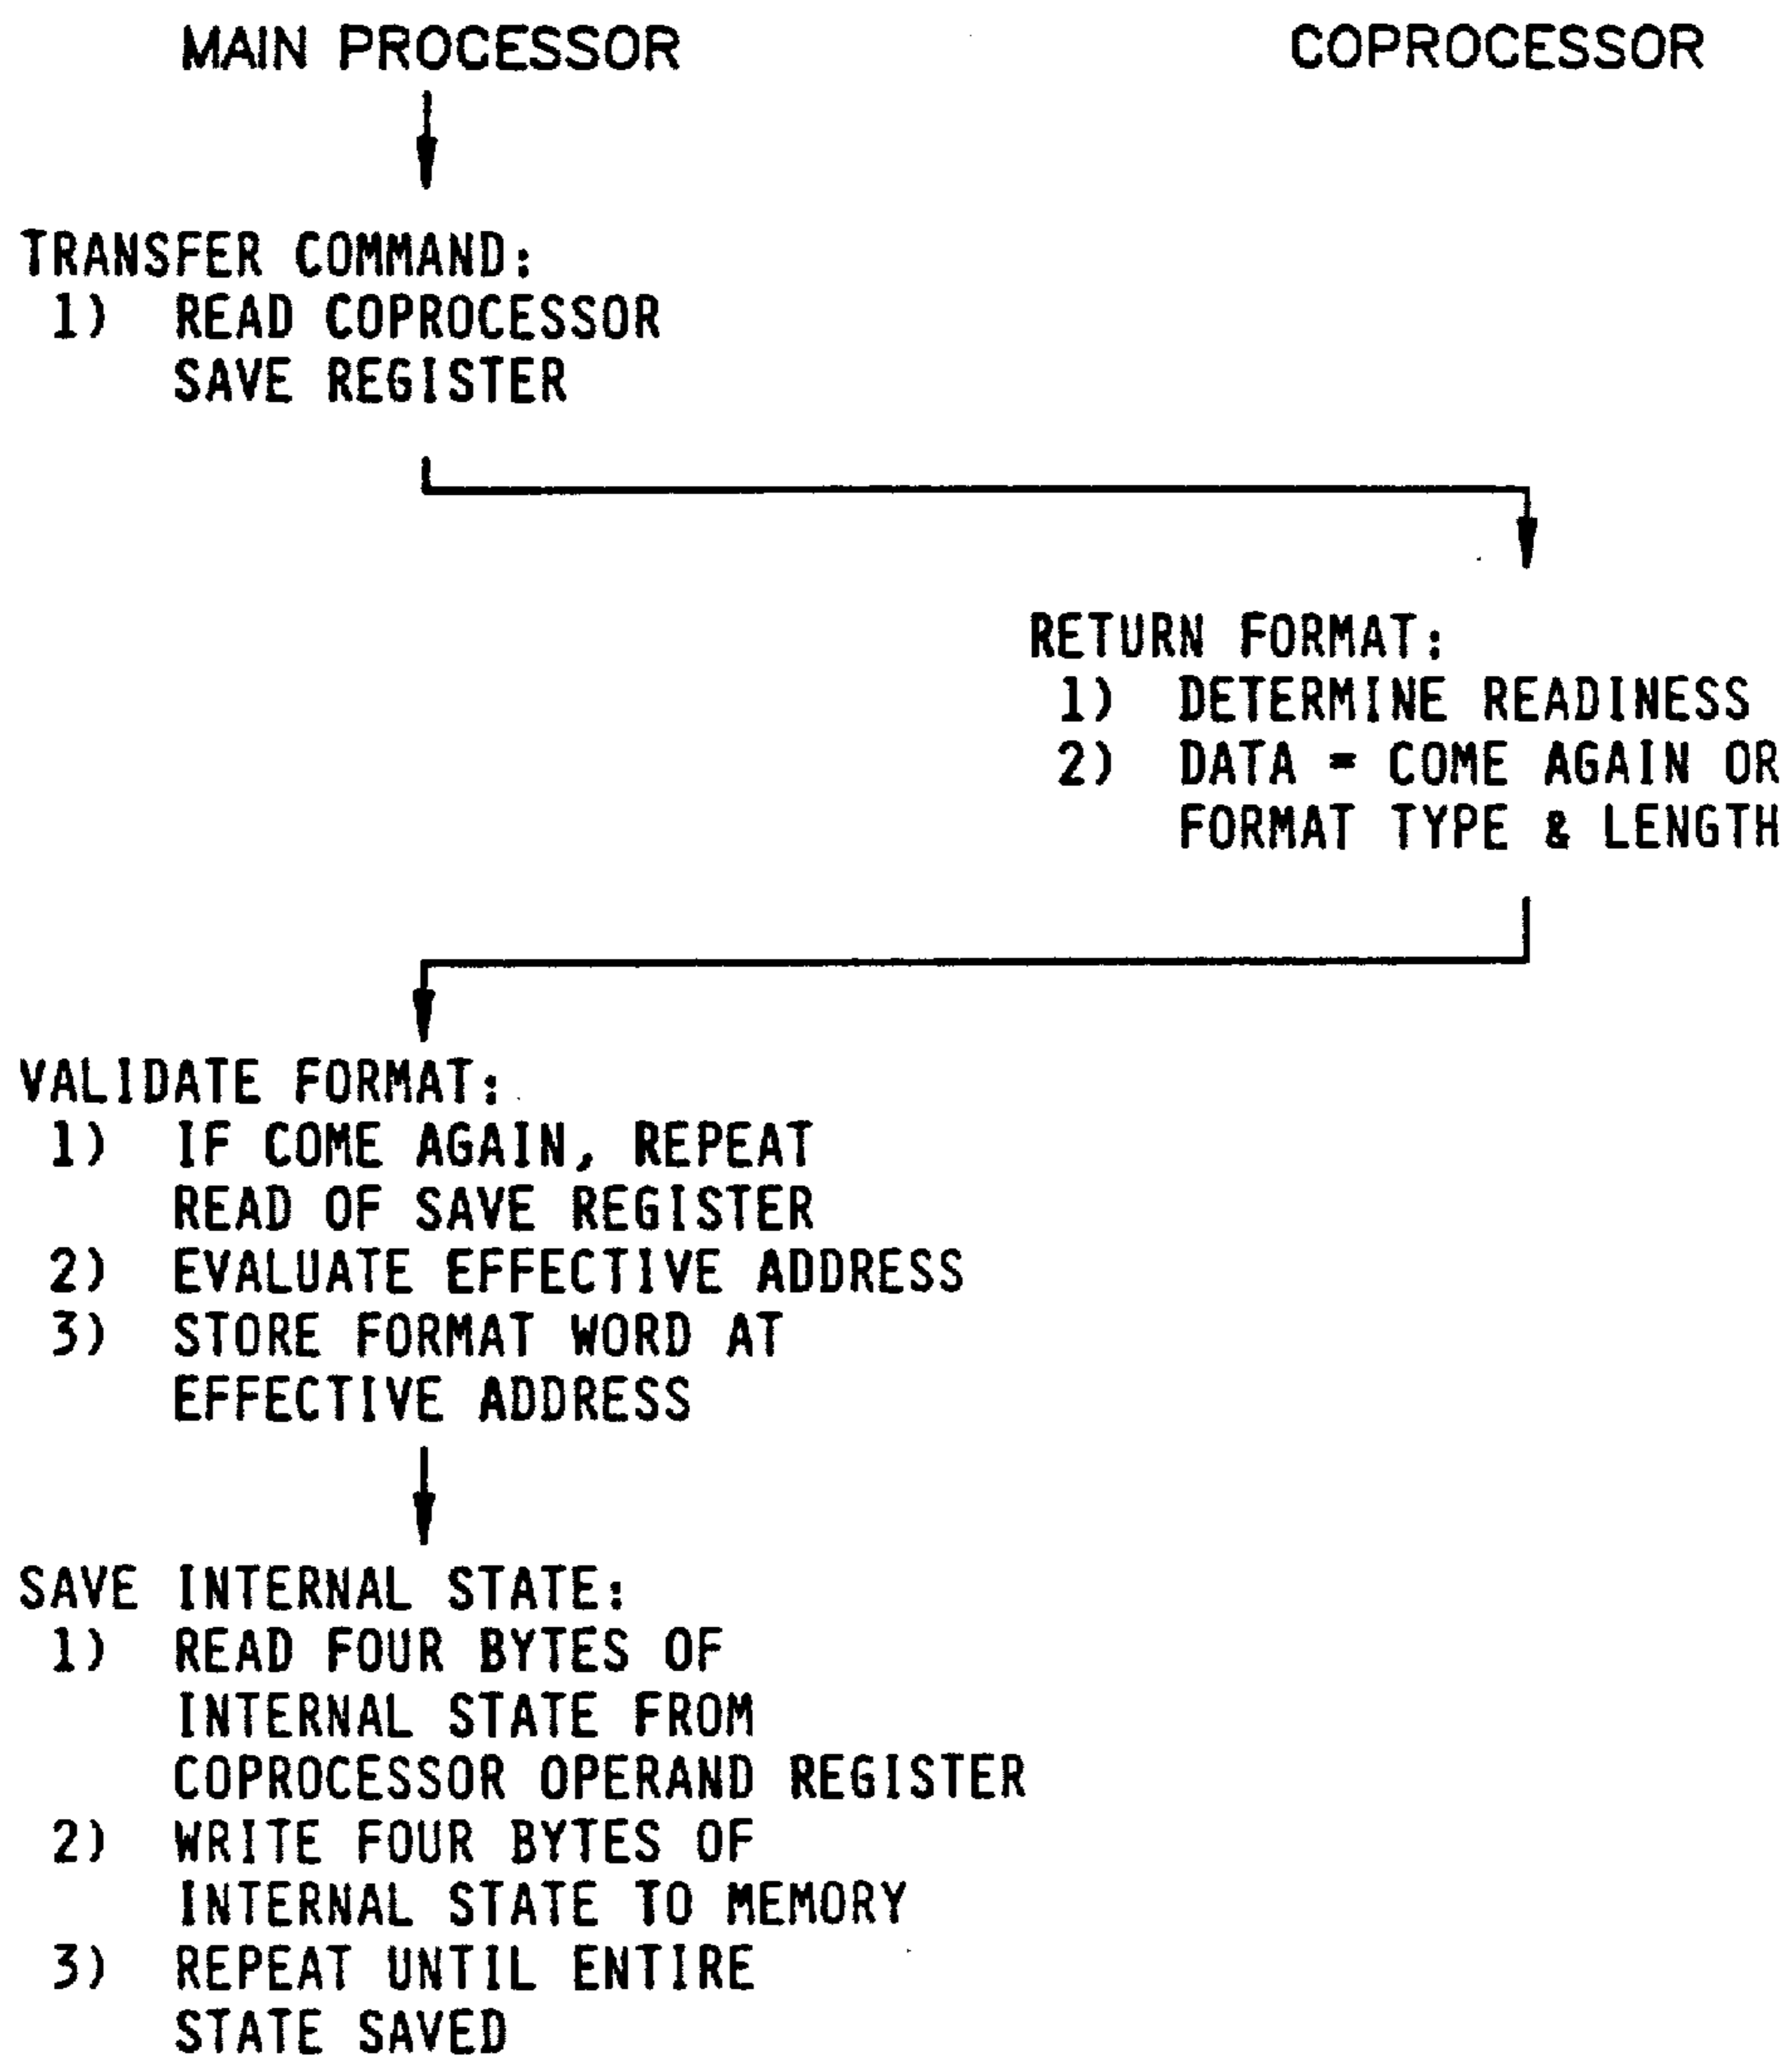 MAIN PROCESSOR COPROCESSOR
TRANSFER COMMAND:
1) READ COPROCESSOR
SAVE REGISTER
RETURN FORMAT:
1) DETERMINE READINESS
2) DATA = COME AGAIN OR
FORMAT TYPE & LENGTH
VALIDATE FORMAT:
1) IF COME AGAIN, REPEAT
READ OF SAVE REGISTER
2) EVALUATE EFFECTIVE ADDRESS
3) STORE FORMAT WORD AT
EFFECTIVE ADDRESS
SAVE INTERNAL STATE:
1) READ FOUR BYTES OF
INTERNAL STATE FROM
COPROCESSOR OPERAND REGISTER
2) WRITE FOUR BYTES OF
INTERNAL STATE TO MEMORY
3) REPEAT UNTIL ENTIRE
STATE SAVED